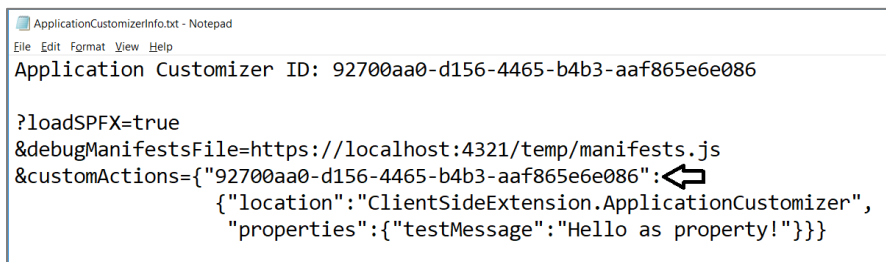 ApplicationCustomizerInfo.txt - Notepad
File Edit Format View Help
Application Customizer ID: 92700aa0-d156-4465-b4b3-aaf865e6e086
?loadSPFX=true
&debugManifestsFile=https://localhost:4321/temp/manifests.js
&customActions={"92700aa0-d156-4465-b4b3-aaf865e6e086":
{"location":"ClientSideExtension.ApplicationCustomizer",
"properties":{"testMessage":"Hello as property!"}}}